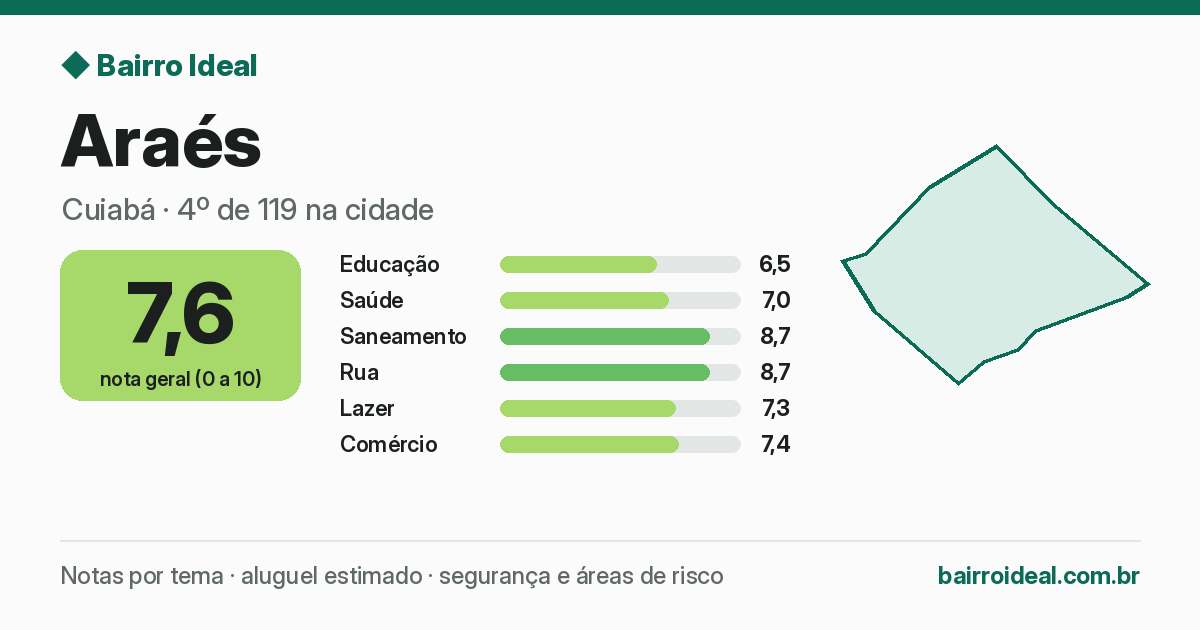 Bairro Ideal
Araés
Cuiabá · 4º de 119 na cidade
7,6
nota geral (0 a 10)
Educação 6,5
Saúde 7,0
Saneamento 8,7
Rua 8,7
Lazer 7,3
Comércio 7,4
Notas por tema · aluguel estimado · segurança e áreas de risco
bairroideal.com.br